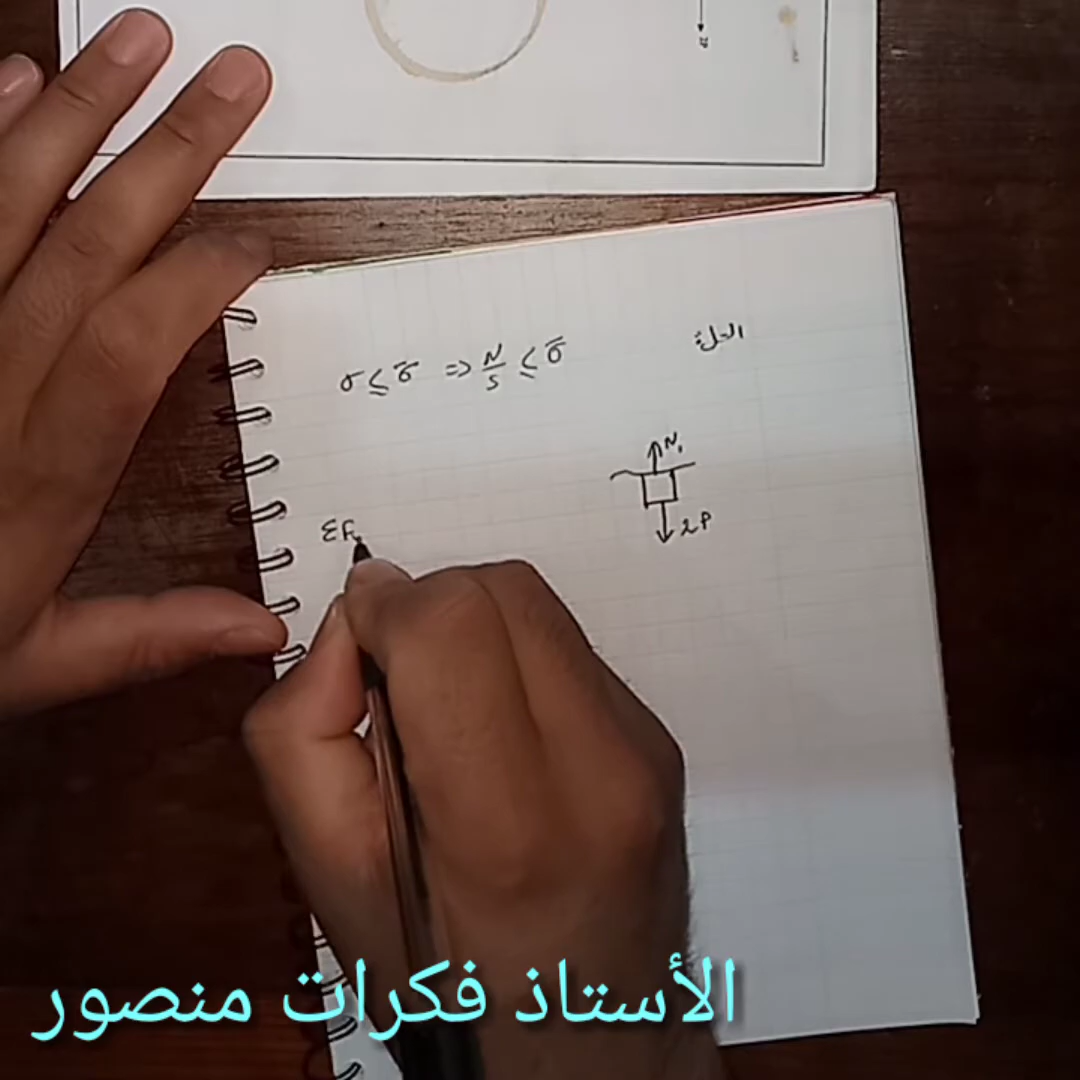 الحل:
σ ≤ σ̅ => N/S ≤ σ̅
N₁
2P
ΣF
الأستاذ فكرات منصور